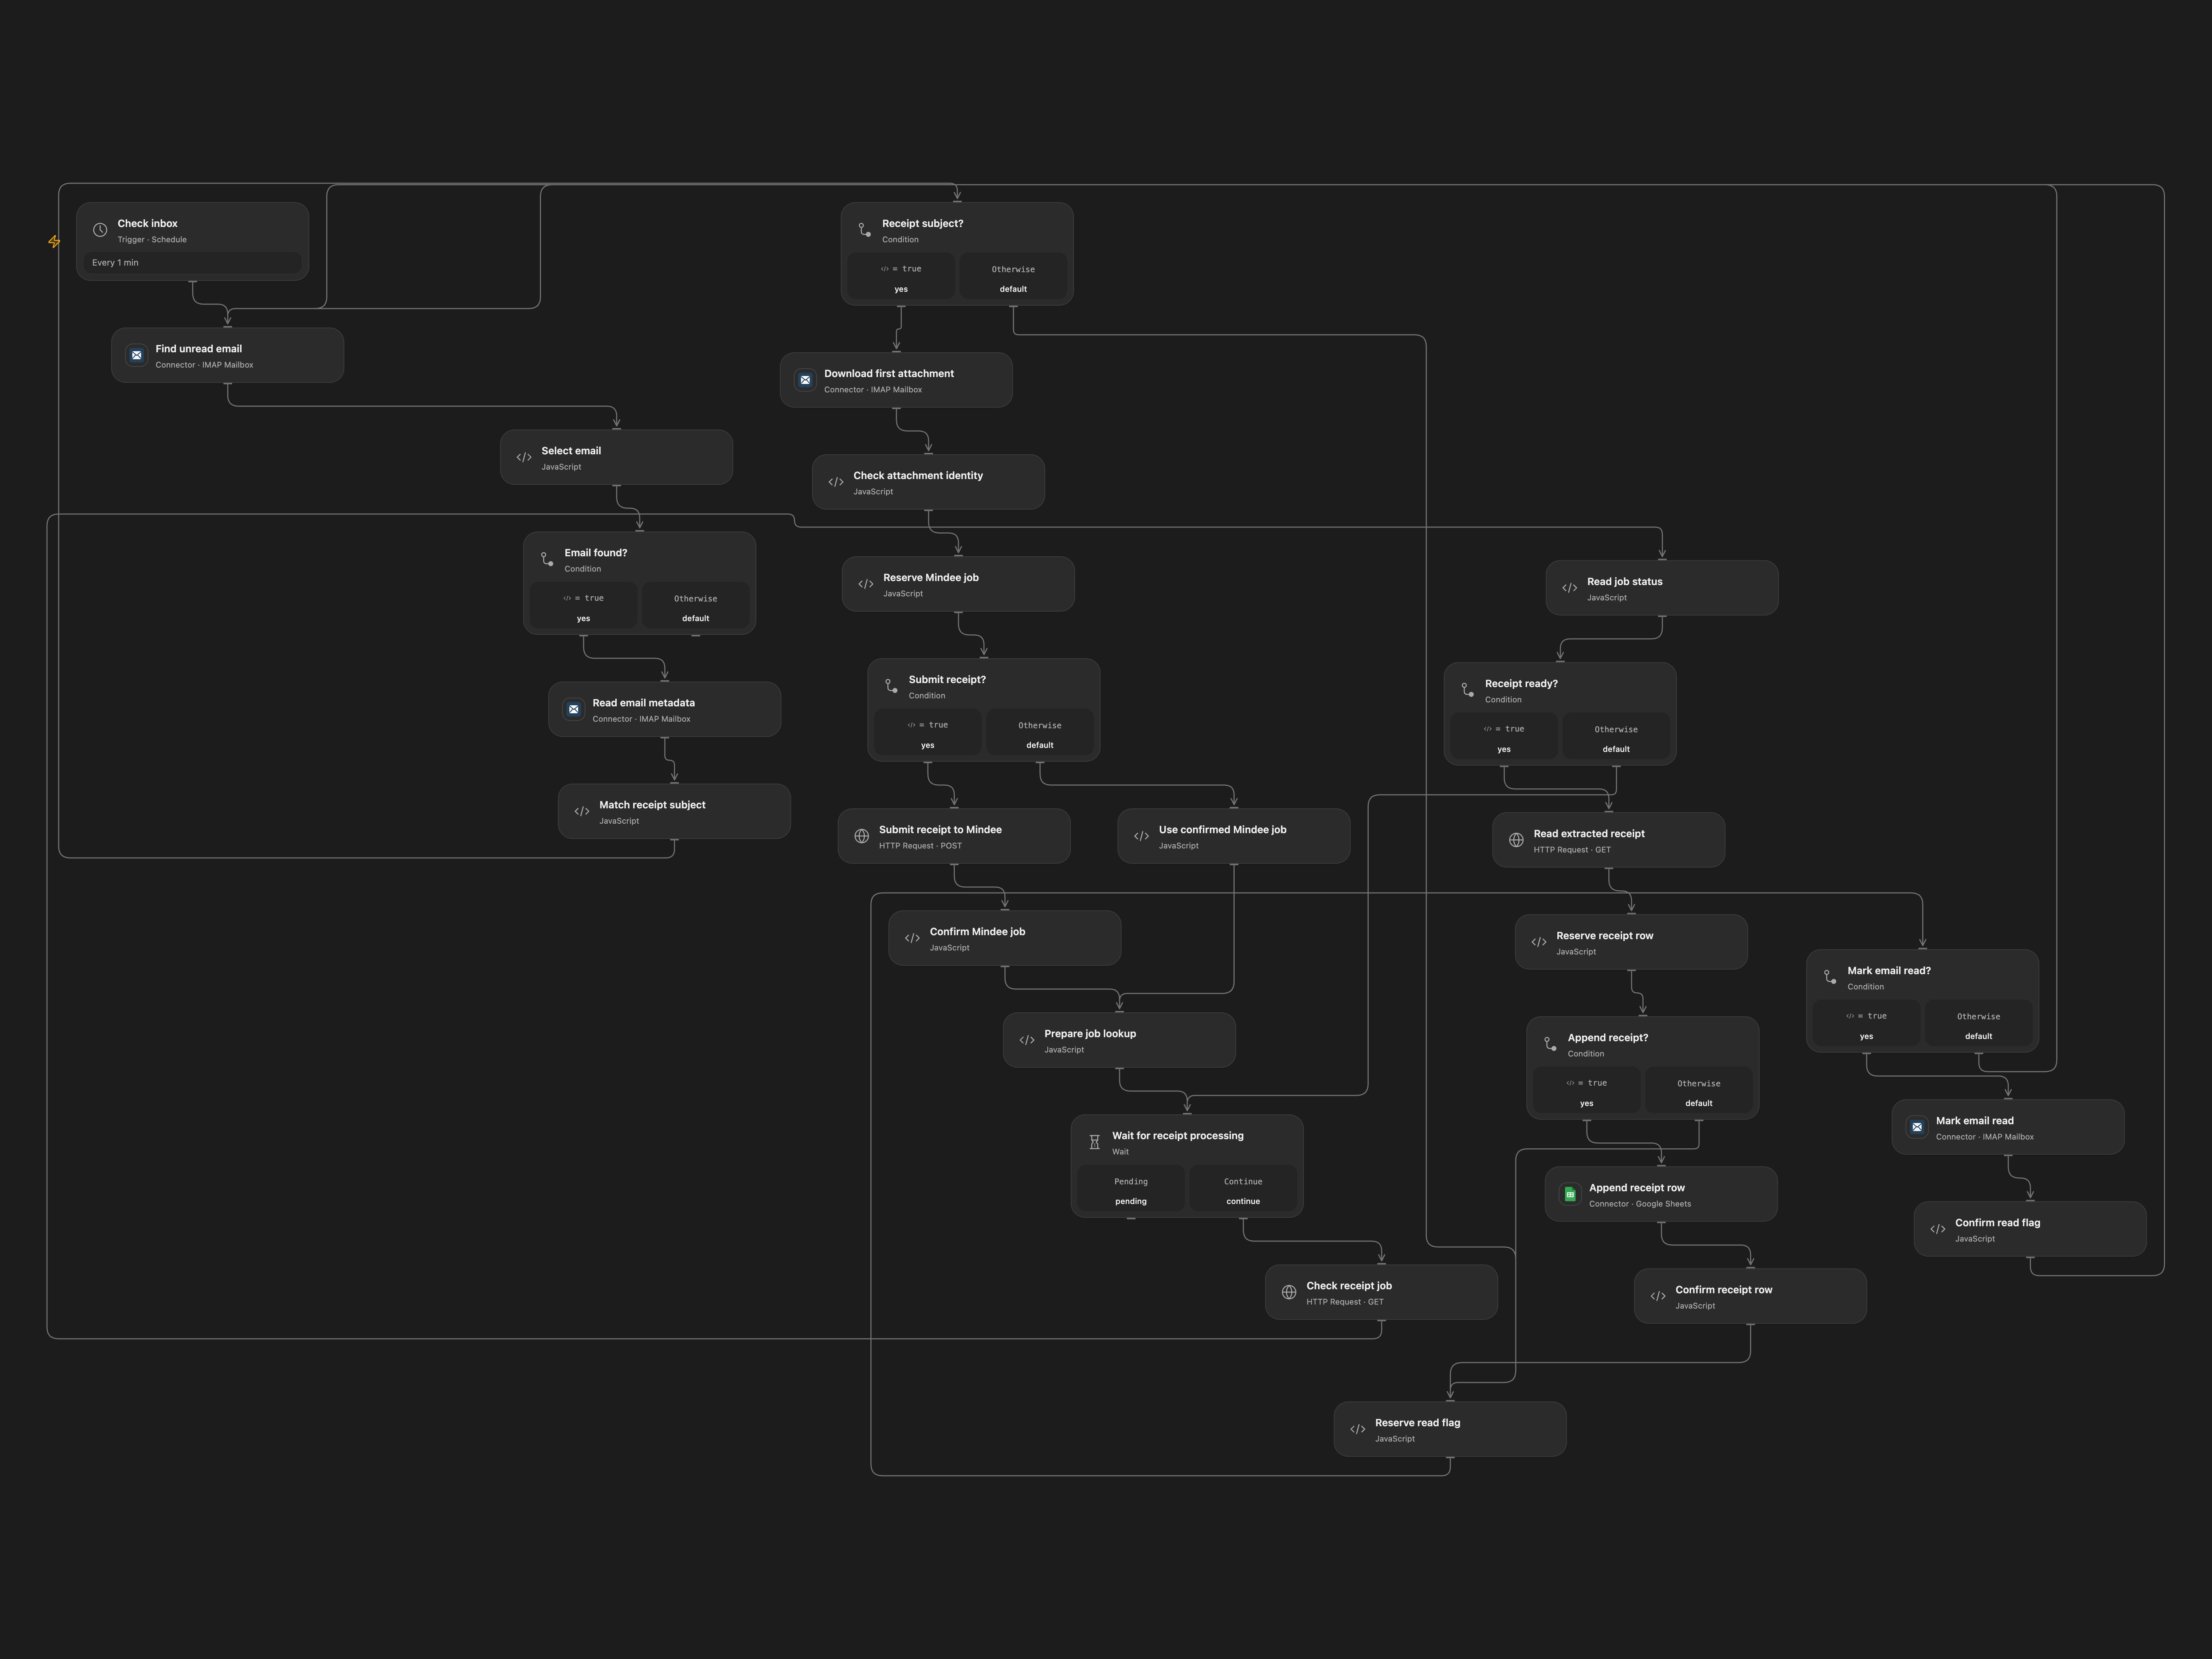 Check inbox
Trigger · Schedule
Every 1 min
Find unread email
Connector · IMAP Mailbox
Select email
JavaScript
Email found?
Condition
</> = true
yes
Otherwise
default
Read email metadata
Connector · IMAP Mailbox
Match receipt subject
JavaScript
Receipt subject?
Condition
</> = true
yes
Otherwise
default
Download first attachment
Connector · IMAP Mailbox
Check attachment identity
JavaScript
Reserve Mindee job
JavaScript
Submit receipt?
Condition
</> = true
yes
Otherwise
default
Submit receipt to Mindee
HTTP Request · POST
Use confirmed Mindee job
JavaScript
Confirm Mindee job
JavaScript
Prepare job lookup
JavaScript
Wait for receipt processing
Wait
Pending
pending
Continue
continue
Check receipt job
HTTP Request · GET
Read job status
JavaScript
Receipt ready?
Condition
</> = true
yes
Otherwise
default
Read extracted receipt
HTTP Request · GET
Reserve receipt row
JavaScript
Append receipt?
Condition
</> = true
yes
Otherwise
default
Append receipt row
Connector · Google Sheets
Confirm receipt row
JavaScript
Reserve read flag
JavaScript
Mark email read?
Condition
</> = true
yes
Otherwise
default
Mark email read
Connector · IMAP Mailbox
Confirm read flag
JavaScript